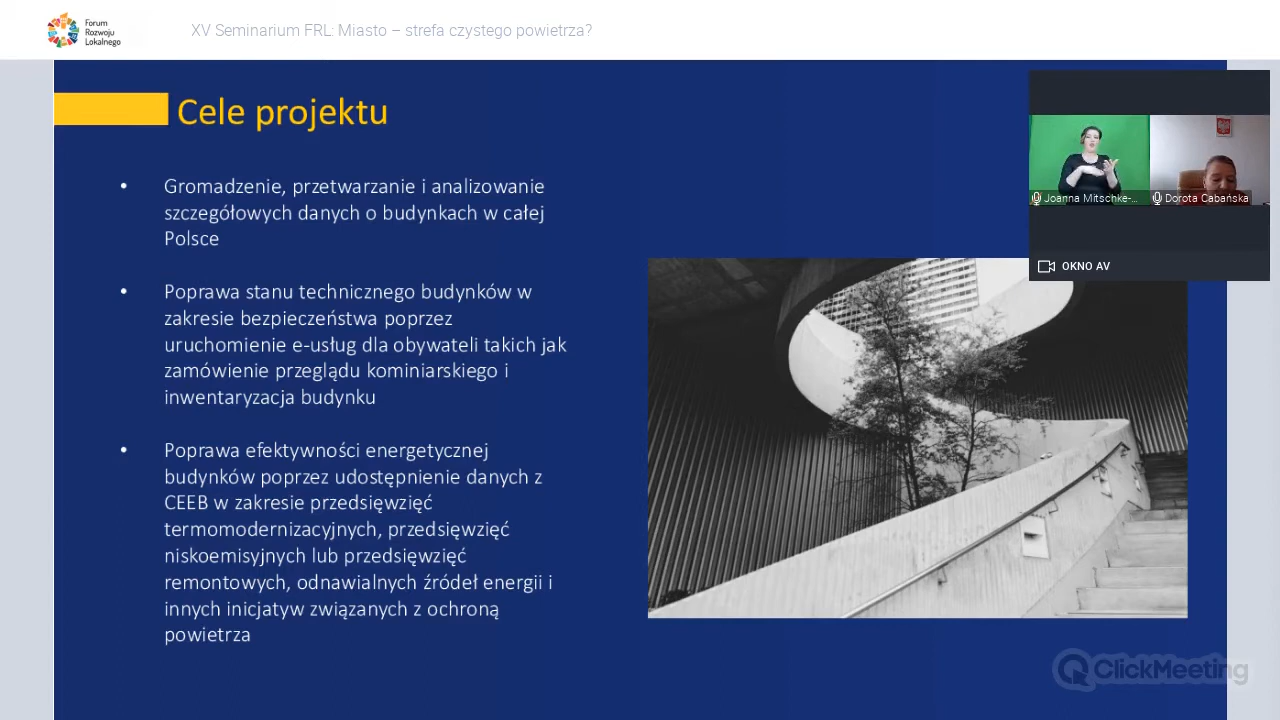 Forum
Rozwoju
Lokalnego
XV Seminarium FRL: Miasto – strefa czystego powietrza?
Cele projektu
• Gromadzenie, przetwarzanie i analizowanie
szczegółowych danych o budynkach w całej
Polsce
• Poprawa stanu technicznego budynków w
zakresie bezpieczeństwa poprzez
uruchomienie e-usług dla obywateli takich jak
zamówienie przeglądu kominiarskiego i
inwentaryzacja budynku
• Poprawa efektywności energetycznej
budynków poprzez udostępnienie danych z
CEEB w zakresie przedsięwzięć
termomodernizacyjnych, przedsięwzięć
niskoemisyjnych lub przedsięwzięć
remontowych, odnawialnych źródeł energii i
innych inicjatyw związanych z ochroną
powietrza
Joanna Mitschke-...
Dorota Cabańska
OKNO AV
ClickMeeting